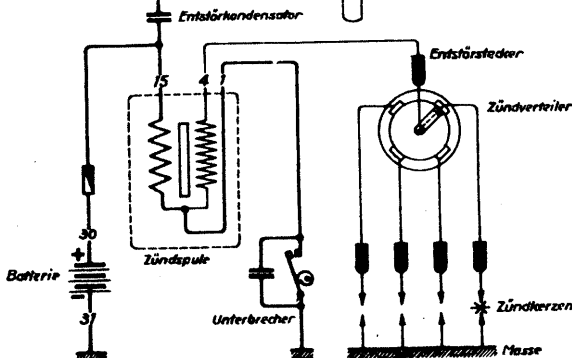 Entstörkondensator
Entstörstecker
15 4 1
Zündverteiler
30
+
Batterie
-
Zündspule
31
Unterbrecher
Zündkerzen
Masse